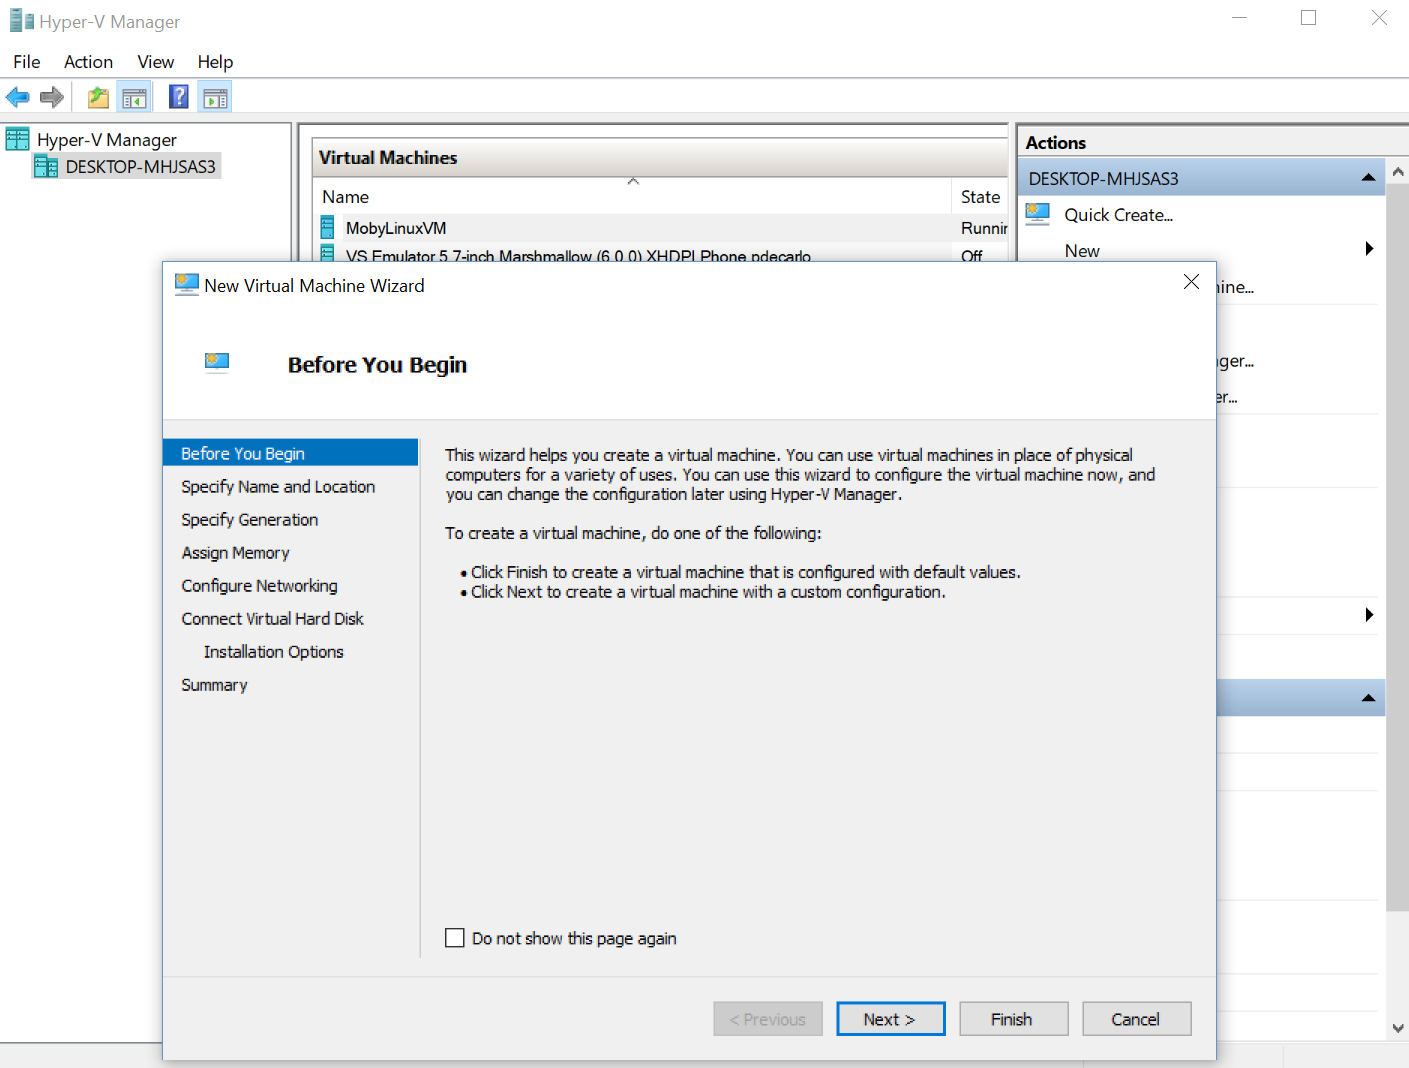 Hyper-V Manager
File Action View Help
Hyper-V Manager
DESKTOP-MHJSAS3
Virtual Machines
Name State
MobyLinuxVM Runnin
VS Emulator 5.7-inch Marshmallow (6.0.0) XHDPI Phone.pdecarlo Off
Actions
DESKTOP-MHJSAS3
Quick Create...
New
ine...
ger...
er...
New Virtual Machine Wizard
Before You Begin
Before You Begin
Specify Name and Location
Specify Generation
Assign Memory
Configure Networking
Connect Virtual Hard Disk
Installation Options
Summary
This wizard helps you create a virtual machine. You can use virtual machines in place of physical
computers for a variety of uses. You can use this wizard to configure the virtual machine now, and
you can change the configuration later using Hyper-V Manager.
To create a virtual machine, do one of the following:
• Click Finish to create a virtual machine that is configured with default values.
• Click Next to create a virtual machine with a custom configuration.
Do not show this page again
< Previous Next > Finish Cancel